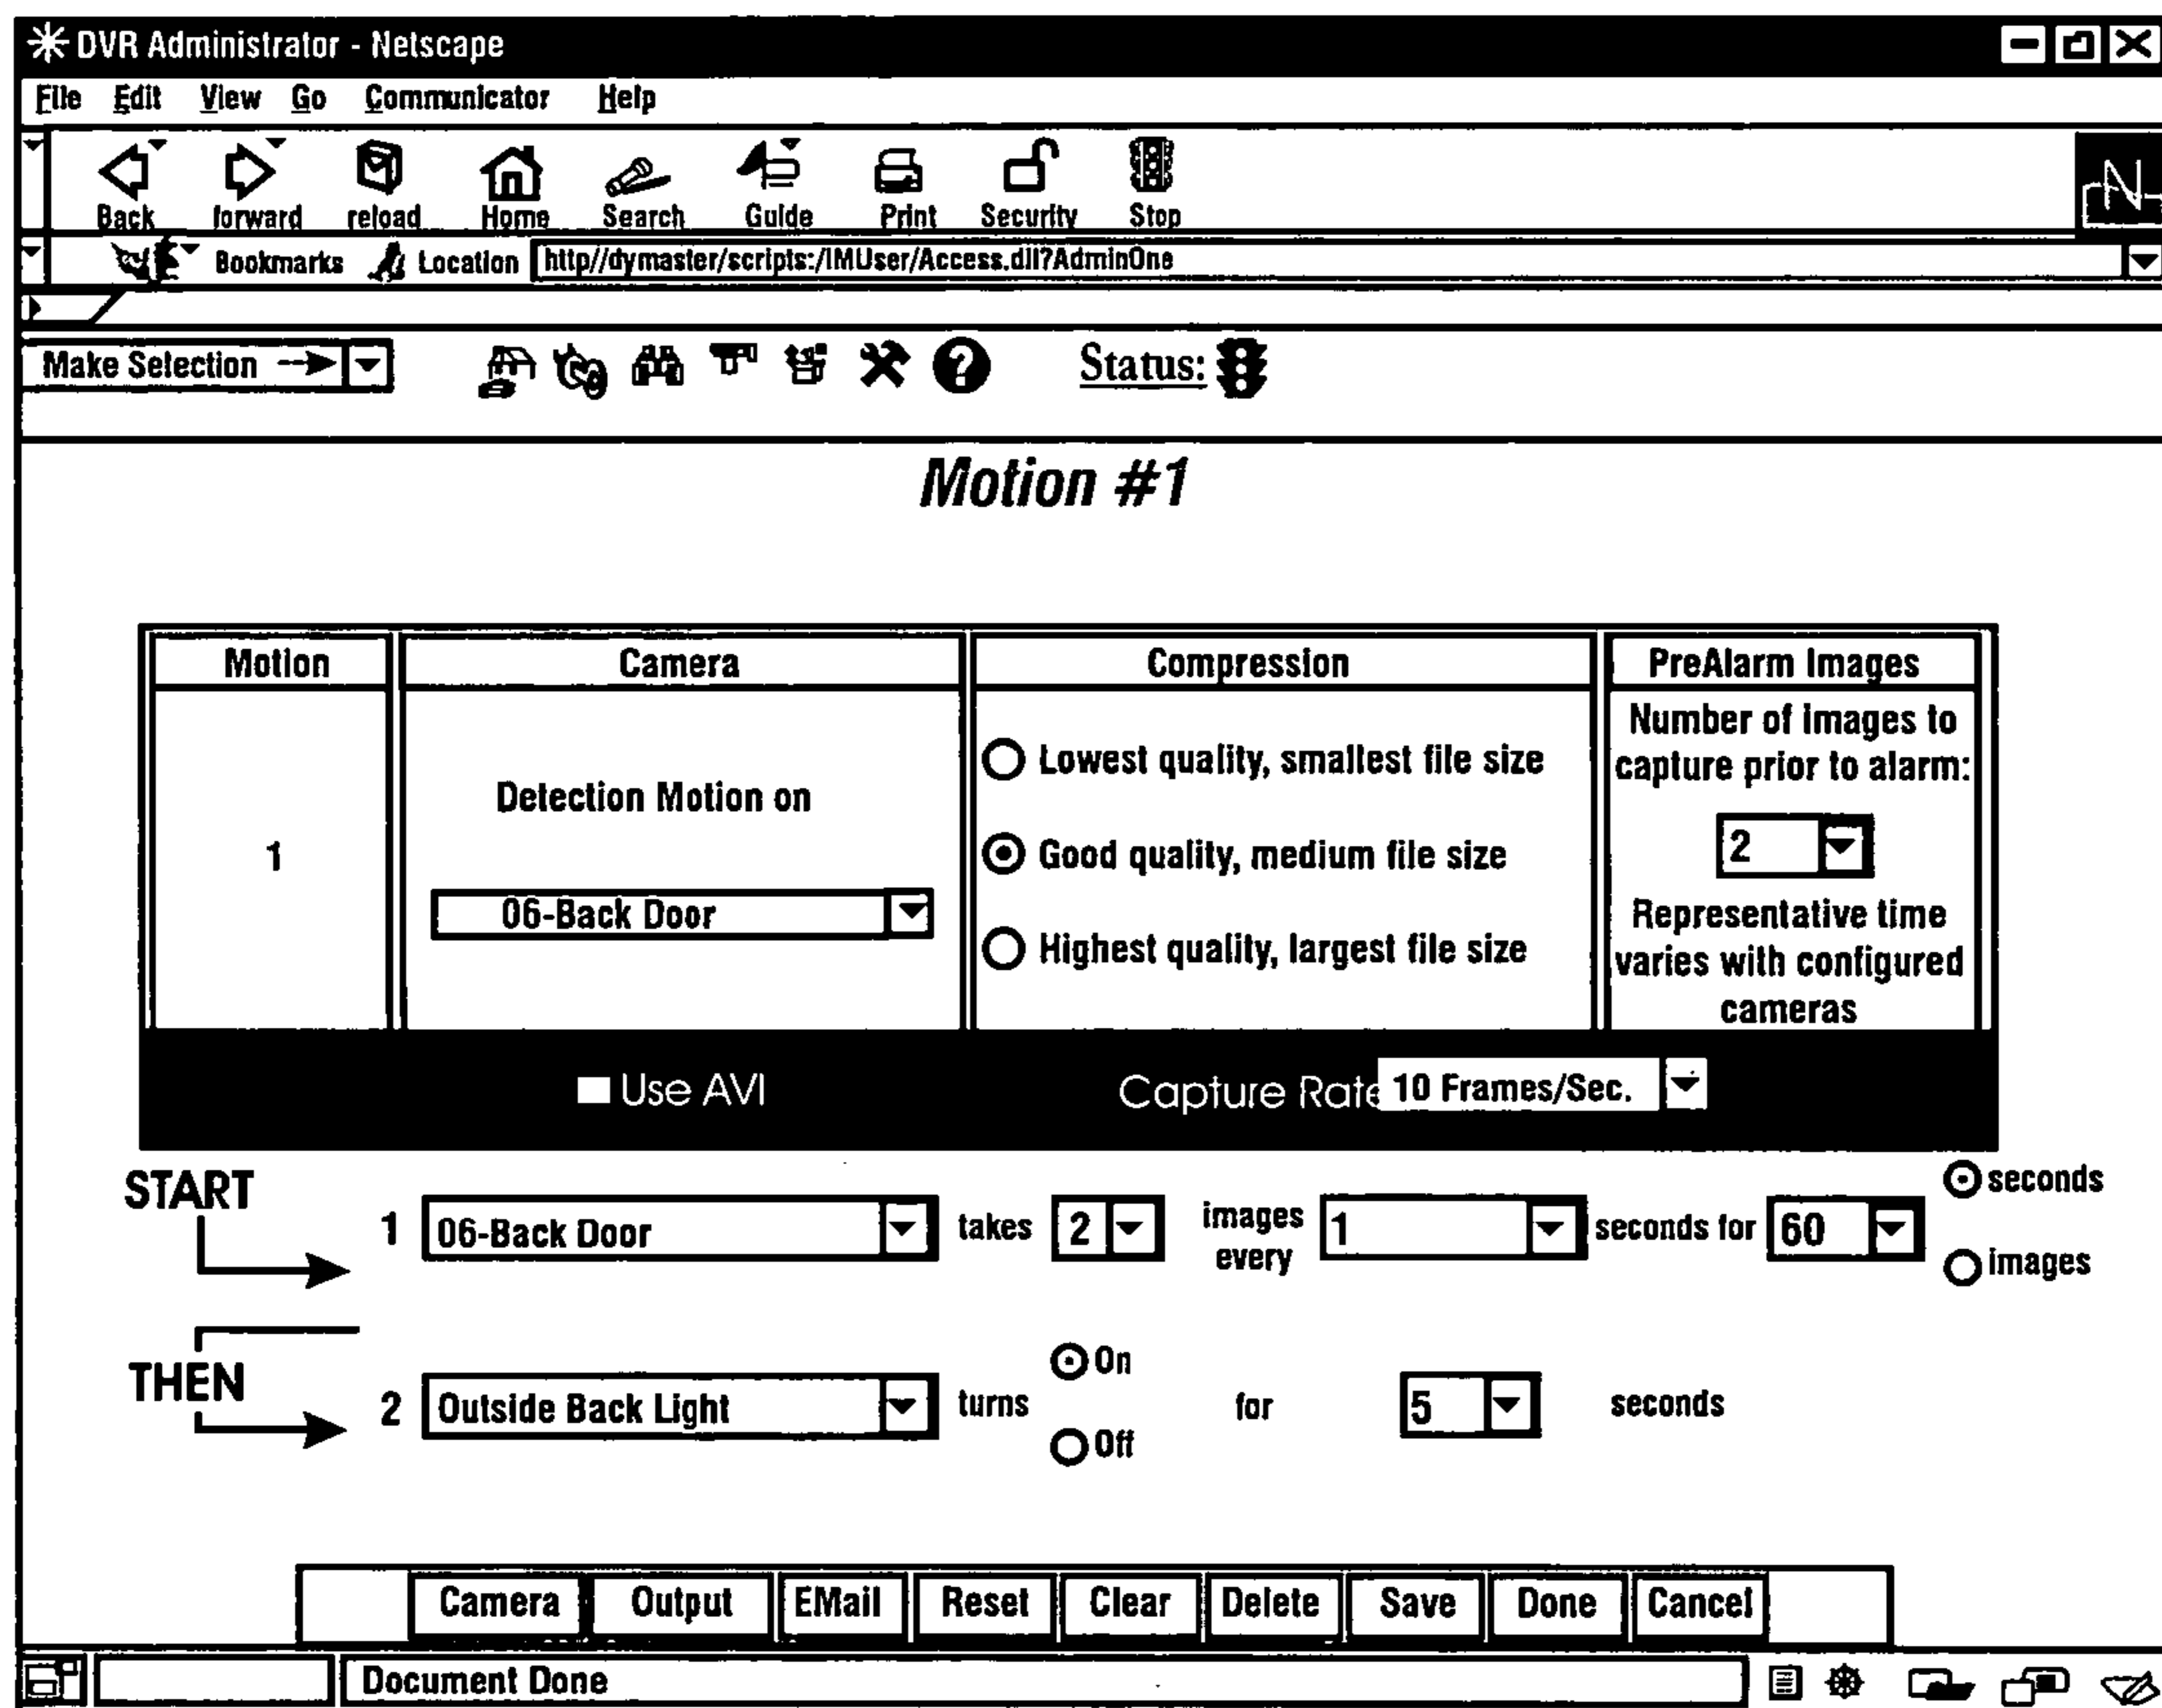 DVR Administrator - Netscape
File Edit View Go Communicator Help
Back forward reload Home Search Guide Print Security Stop
N
Bookmarks Location http//dymaster/scripts:/IMUser/Access.dll?AdminOne
Make Selection Status:
Motion #1
Motion Camera Compression PreAlarm Images
1
Detection Motion on
06-Back Door
Lowest quality, smallest file size
Good quality, medium file size
Highest quality, largest file size
Number of images to
capture prior to alarm:
2
Representative time
varies with configured
cameras
Use AVI Capture Rate 10 Frames/Sec.
START
1 06-Back Door takes 2 images every 1 seconds for 60 seconds
images
THEN
2 Outside Back Light turns On for 5 seconds
Off
Camera Output EMail Reset Clear Delete Save Done Cancel
Document Done